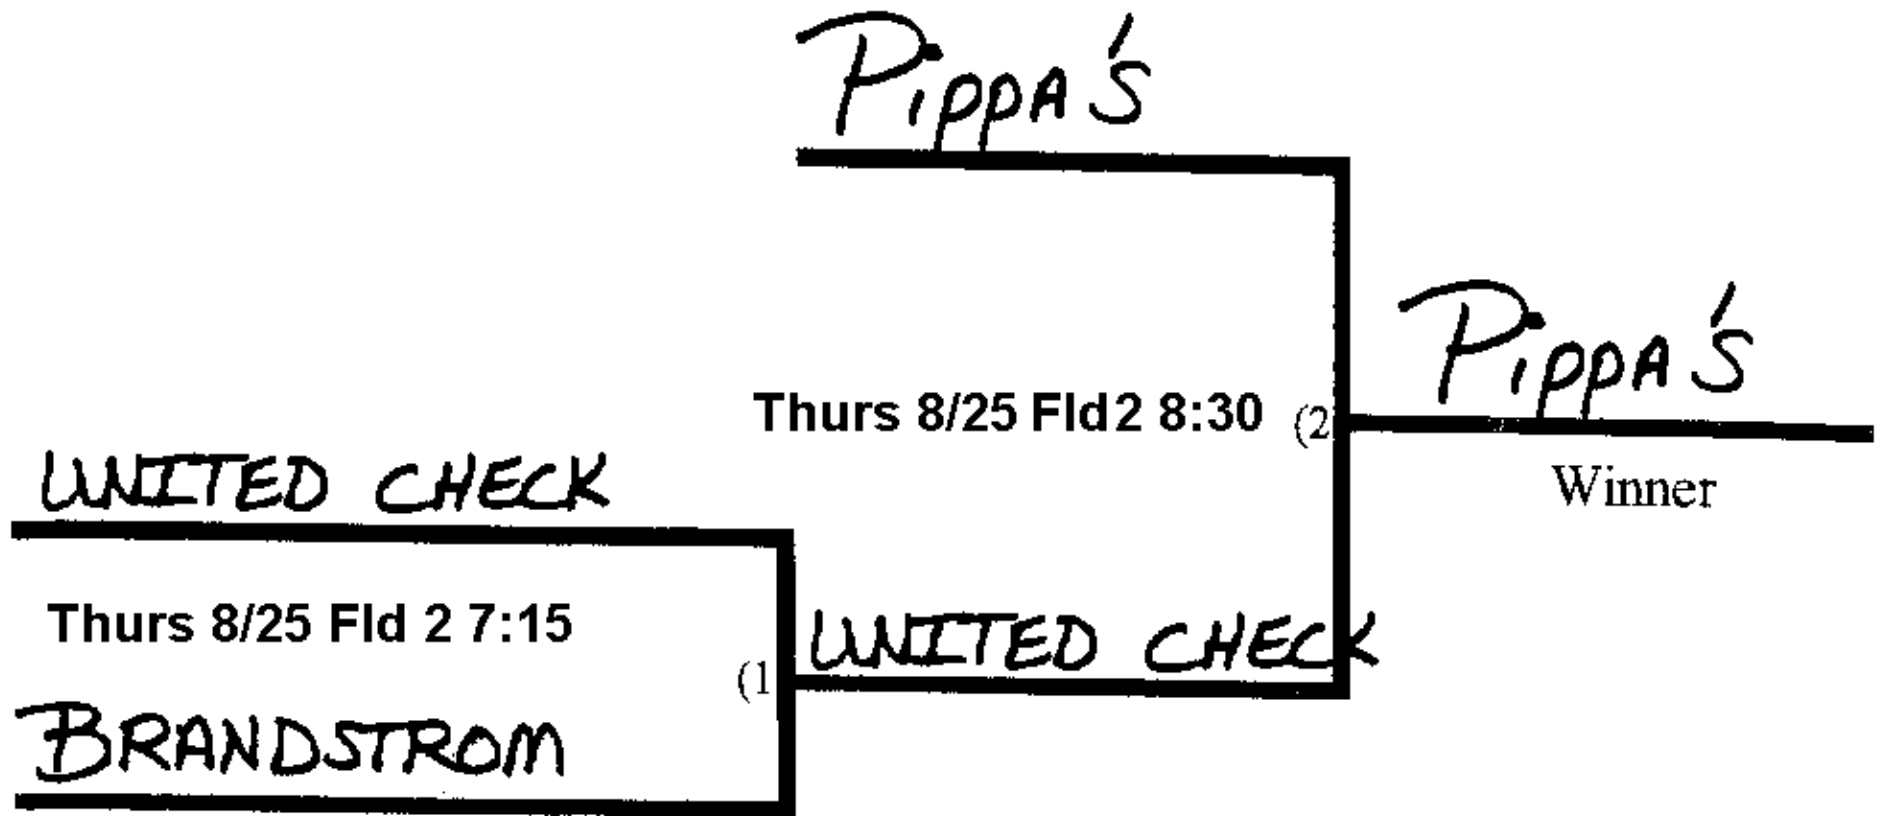 Pippa's
Thurs 8/25 Fld2 8:30 (2
Pippa's
Winner
UNITED CHECK
Thurs 8/25 Fld 2 7:15
(1
UNITED CHECK
BRANDSTROM